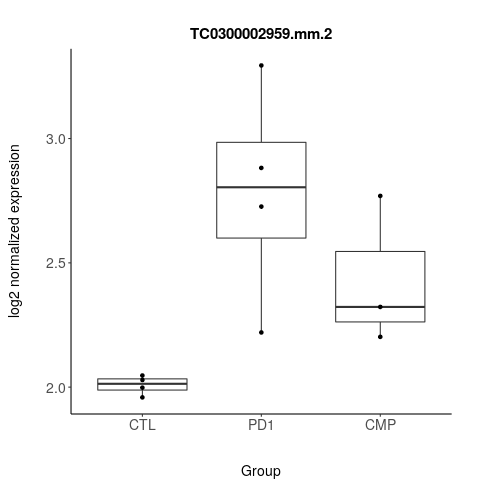 TC0300002959.mm.2
log2 normalized expression
3.0
2.5
2.0
CTL PD1 CMP
Group